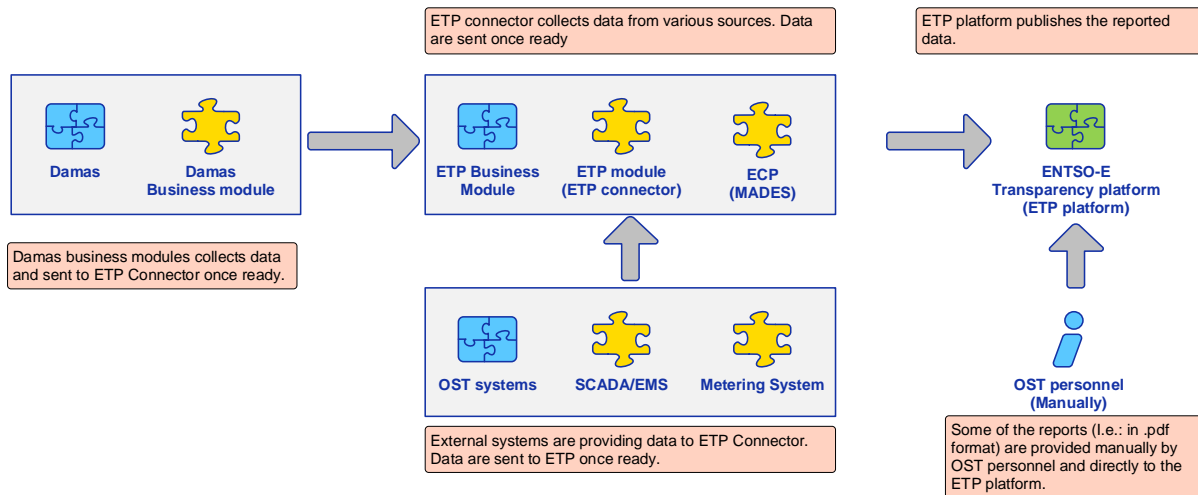 ETP connector collects data from various sources. Data
are sent once ready
ETP platform publishes the reported
data.
Damas
Damas
Business module
ETP Business
Module
ETP module
(ETP connector)
ECP
(MADES)
ENTSO-E
Transparency platform
(ETP platform)
Damas business modules collects data
and sent to ETP Connector once ready.
OST systems
SCADA/EMS
Metering System
OST personnel
(Manually)
External systems are providing data to ETP Connector.
Data are sent to ETP once ready.
Some of the reports (I.e.: in .pdf
format) are provided manually by
OST personnel and directly to the
ETP platform.